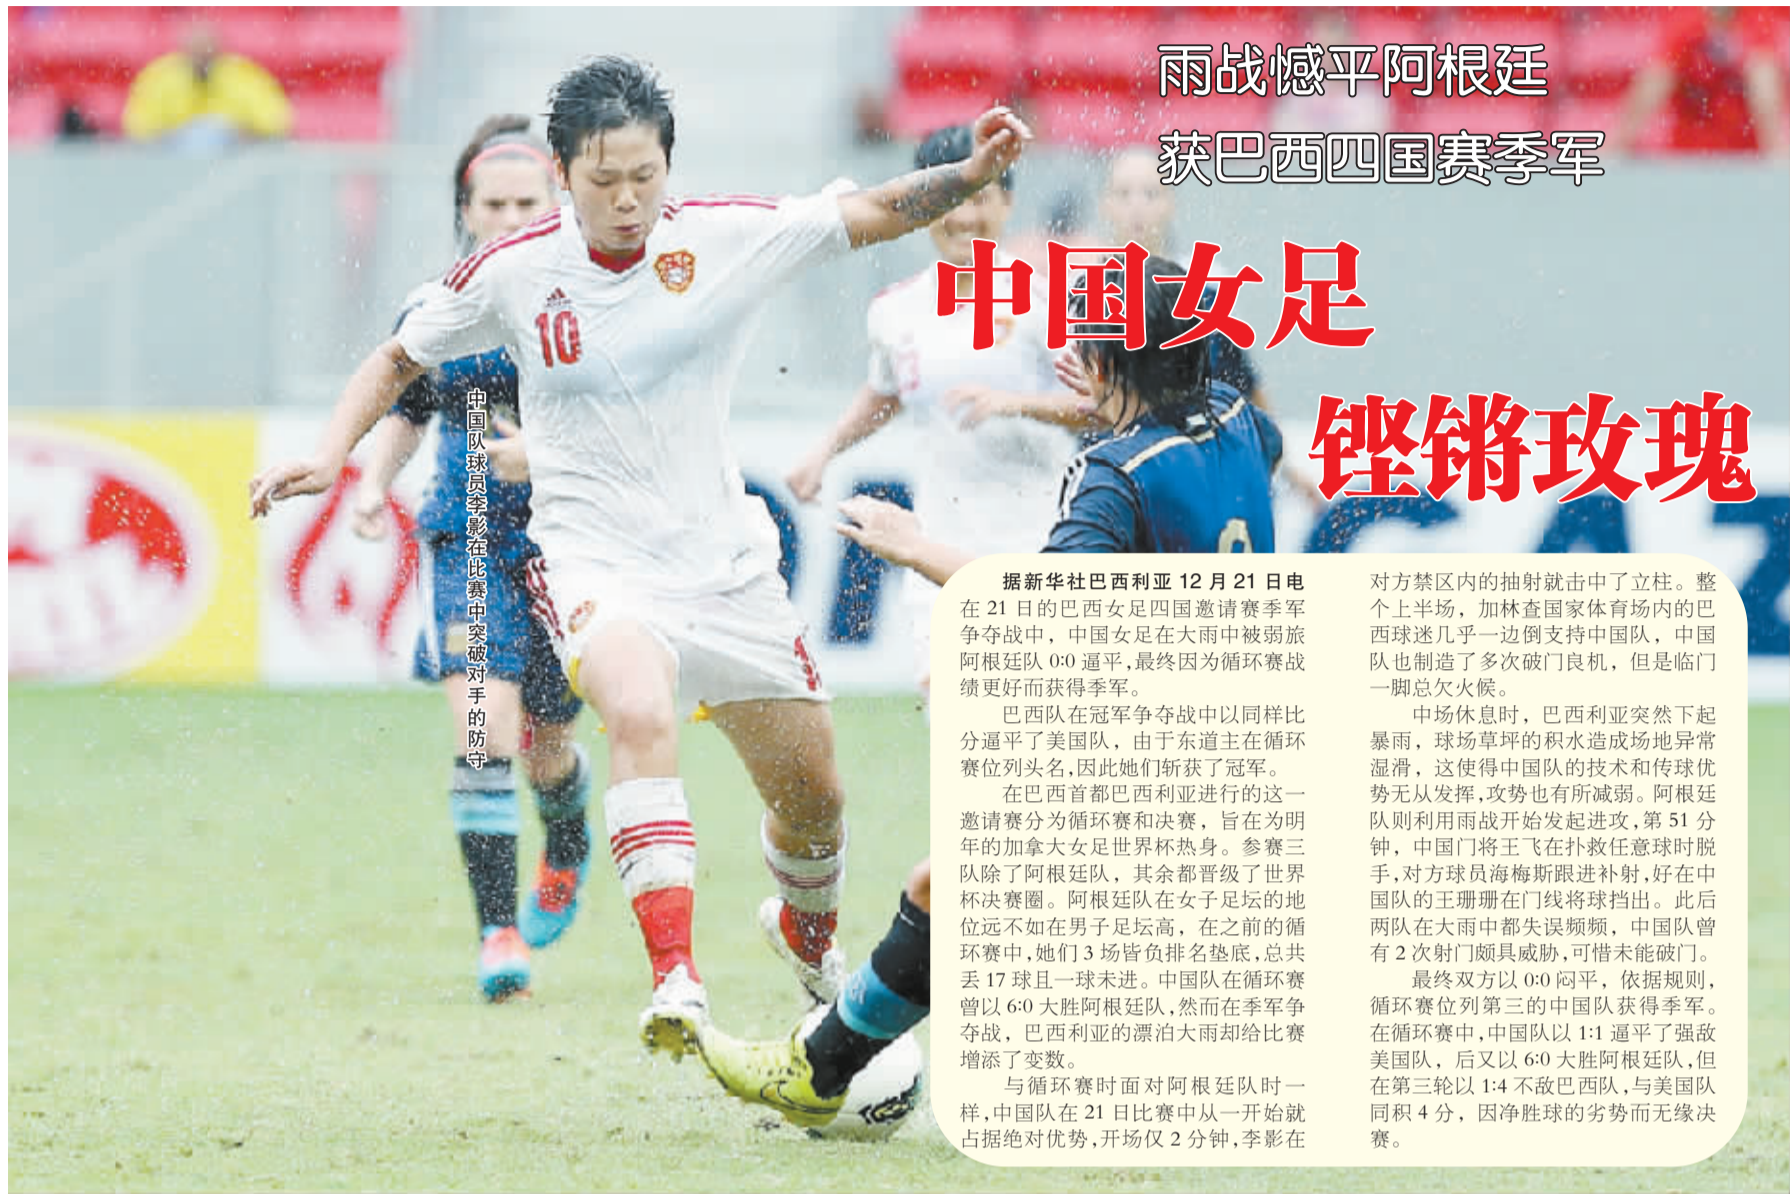 雨战憾平阿根廷
获巴西四国赛季军
中国女足
铿锵玫瑰
10
中国队球员李影在比赛中突破对手的防守
据新华社巴西利亚 12 月 21 日电
在 21 日的巴西女足四国邀请赛季军
争夺战中，中国女足在大雨中被弱旅
阿根廷队 0:0 逼平,最终因为循环赛战
绩更好而获得季军。
巴西队在冠军争夺战中以同样比
分逼平了美国队，由于东道主在循环
赛位列头名,因此她们斩获了冠军。
在巴西首都巴西利亚进行的这一
邀请赛分为循环赛和决赛，旨在为明
年的加拿大女足世界杯热身。参赛三
队除了阿根廷队，其余都晋级了世界
杯决赛圈。阿根廷队在女子足坛的地
位远不如在男子足坛高，在之前的循
环赛中,她们 3 场皆负排名垫底,总共
丢 17 球且一球未进。中国队在循环赛
曾以 6:0 大胜阿根廷队,然而在季军争
夺战，巴西利亚的漂泊大雨却给比赛
增添了变数。
与循环赛时面对阿根廷队时一
样,中国队在 21 日比赛中从一开始就
占据绝对优势,开场仅 2 分钟,李影在
对方禁区内的抽射就击中了立柱。整
个上半场，加林查国家体育场内的巴
西球迷几乎一边倒支持中国队，中国
队也制造了多次破门良机，但是临门
一脚总欠火候。
中场休息时，巴西利亚突然下起
暴雨，球场草坪的积水造成场地异常
湿滑，这使得中国队的技术和传球优
势无从发挥,攻势也有所减弱。阿根廷
队则利用雨战开始发起进攻,第 51 分
钟，中国门将王飞在扑救任意球时脱
手,对方球员海梅斯跟进补射,好在中
国队的王珊珊在门线将球挡出。此后
两队在大雨中都失误频频，中国队曾
有 2 次射门颇具威胁,可惜未能破门。
最终双方以 0:0 闷平，依据规则，
循环赛位列第三的中国队获得季军。
在循环赛中,中国队以 1:1 逼平了强敌
美国队，后又以 6:0 大胜阿根廷队,但
在第三轮以 1:4 不敌巴西队,与美国队
同积 4 分，因净胜球的劣势而无缘决
赛。